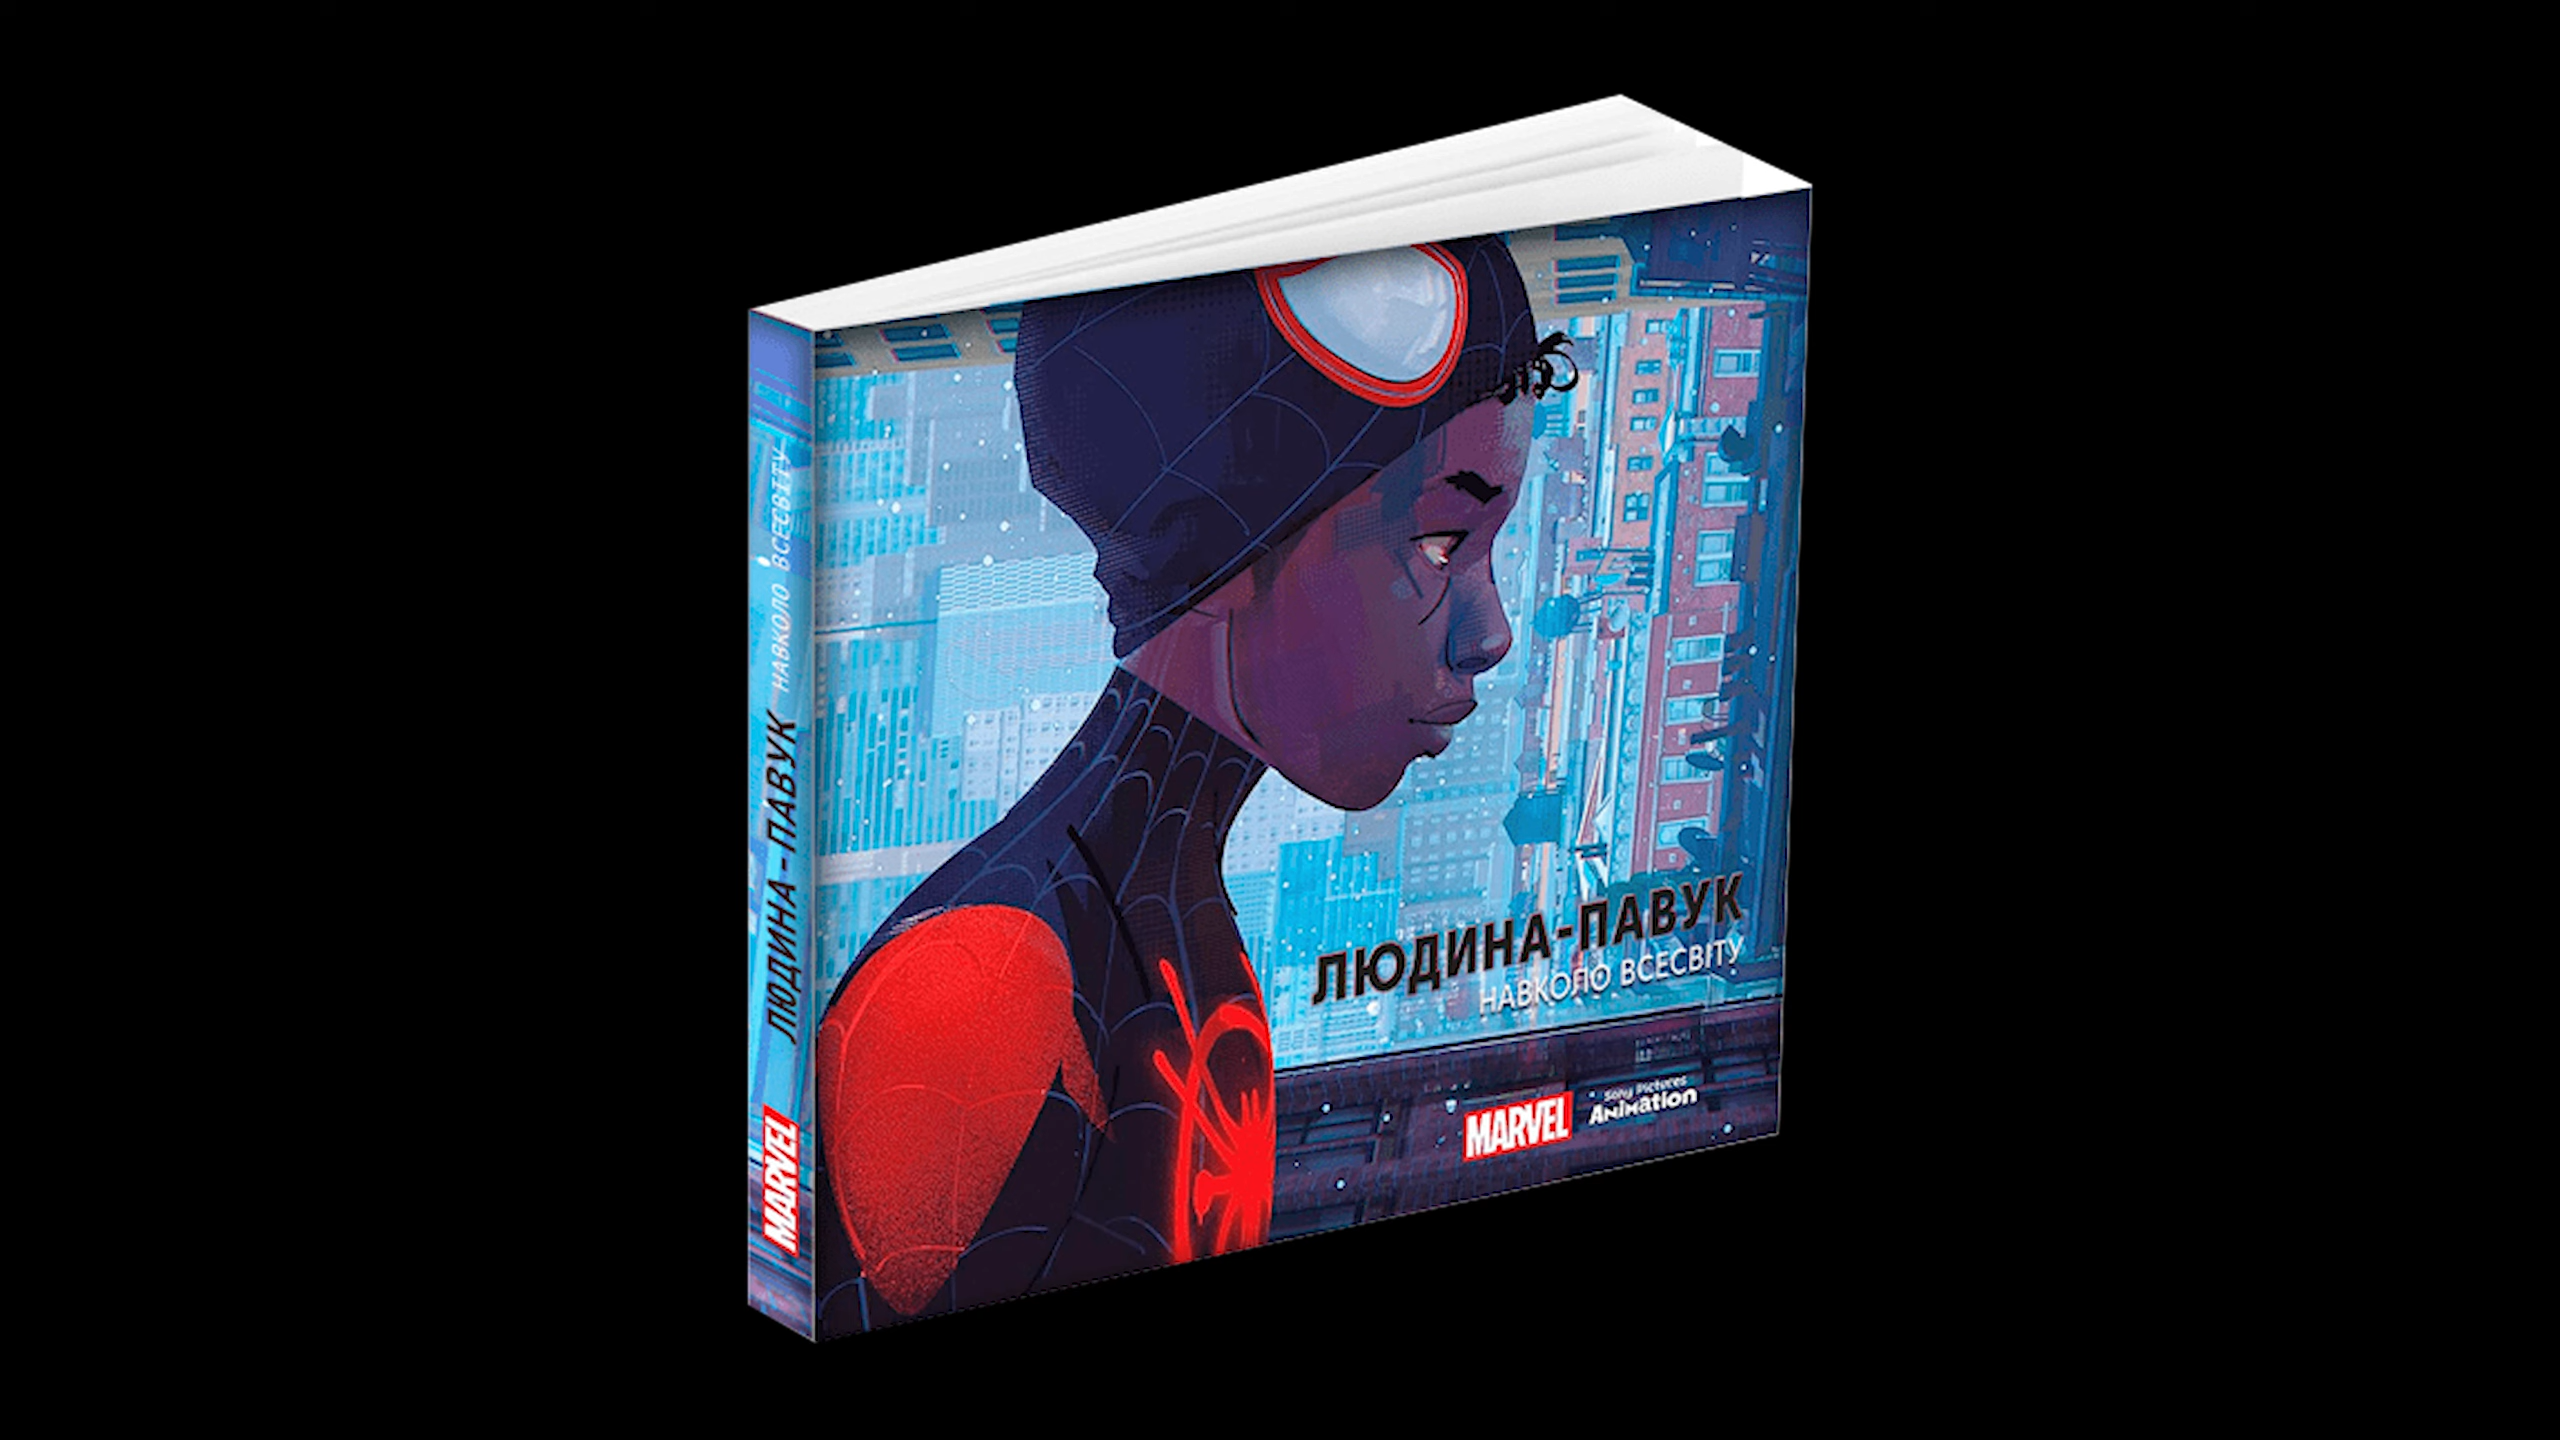 ЛЮДИНА-ПАВУК НАВКОЛО ВСЕСВІТУ
MARVEL
ЛЮДИНА-ПАВУК
НАВКОЛО ВСЕСВІТУ
MARVEL
Sony Pictures
Animation